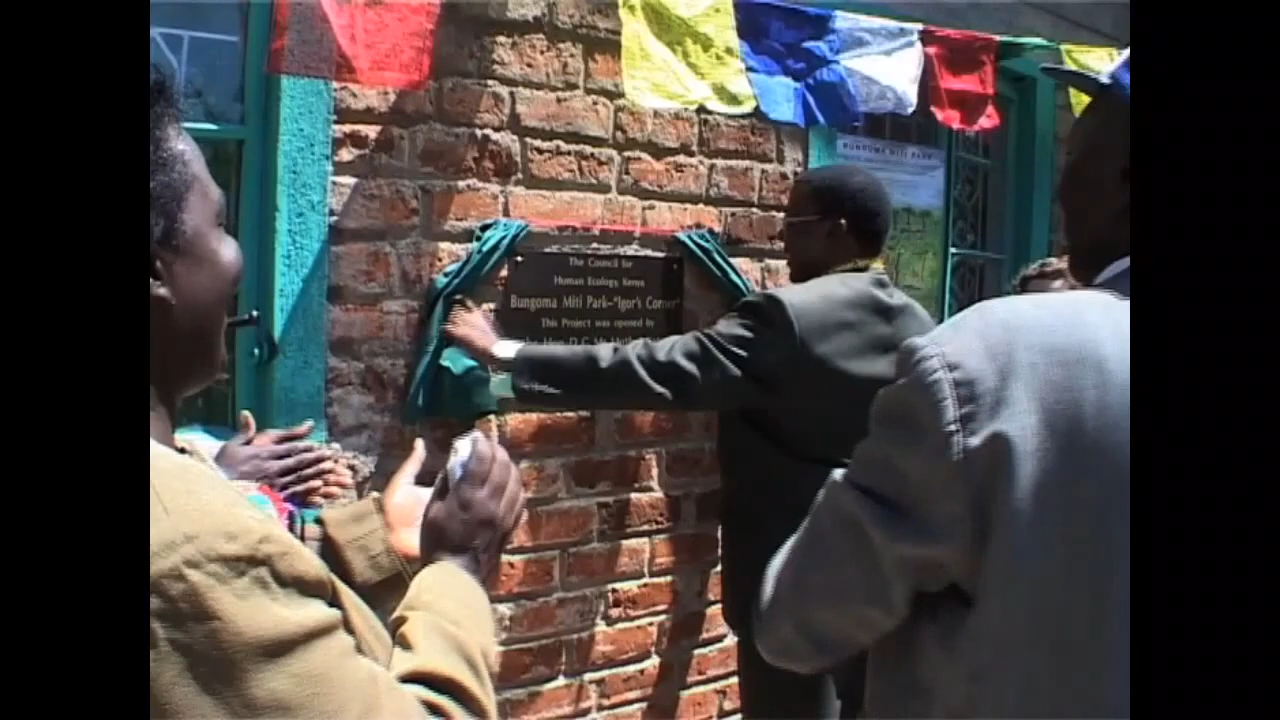 The Council for
Human Ecology, Kenya
Bungoma Miti Park-"Igor's Corner"
This Project was opened by
Hon D.C.
BUNGOMA MITI PARK